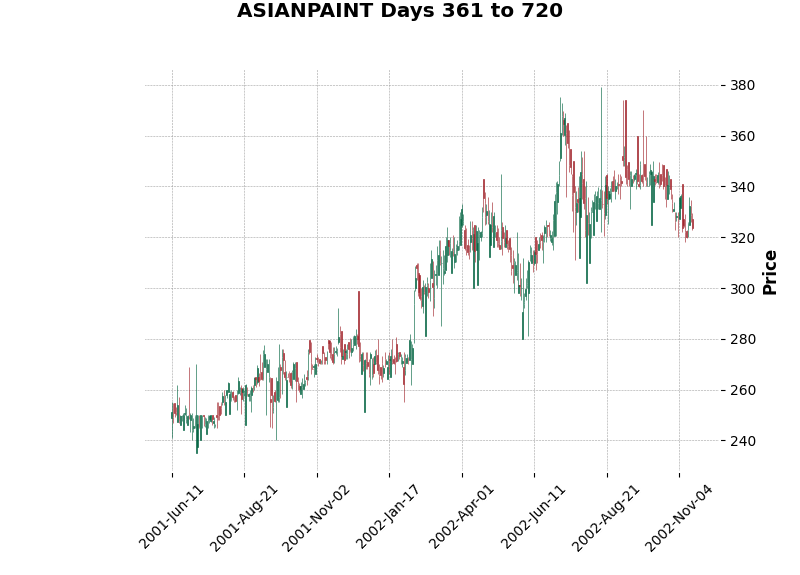 ASIANPAINT Days 361 to 720
380
360
340
320
300
280
260
240
Price
2001-Jun-11
2001-Aug-21
2001-Nov-02
2002-Jan-17
2002-Apr-01
2002-Jun-11
2002-Aug-21
2002-Nov-04